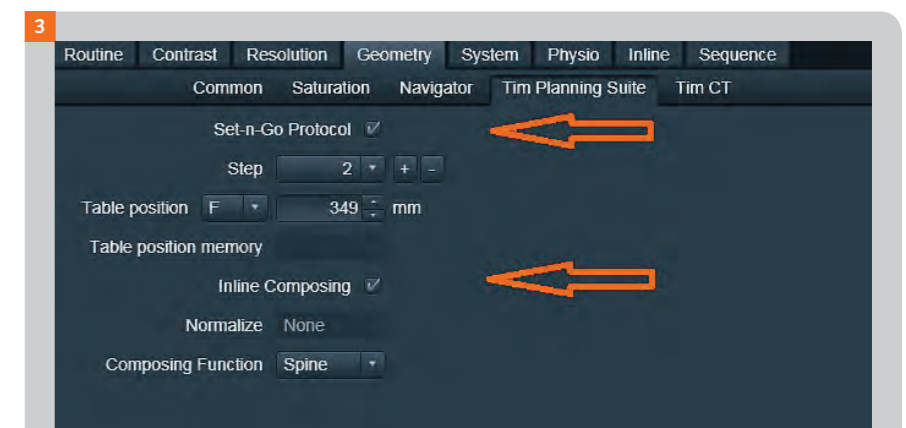 3
Routine Contrast Resolution Geometry System Physio Inline Sequence
Common Saturation Navigator Tim Planning Suite Tim CT
Set-n-Go Protocol
Step 2 + -
Table position F 349 mm
Table position memory
Inline Composing
Normalize None
Composing Function Spine